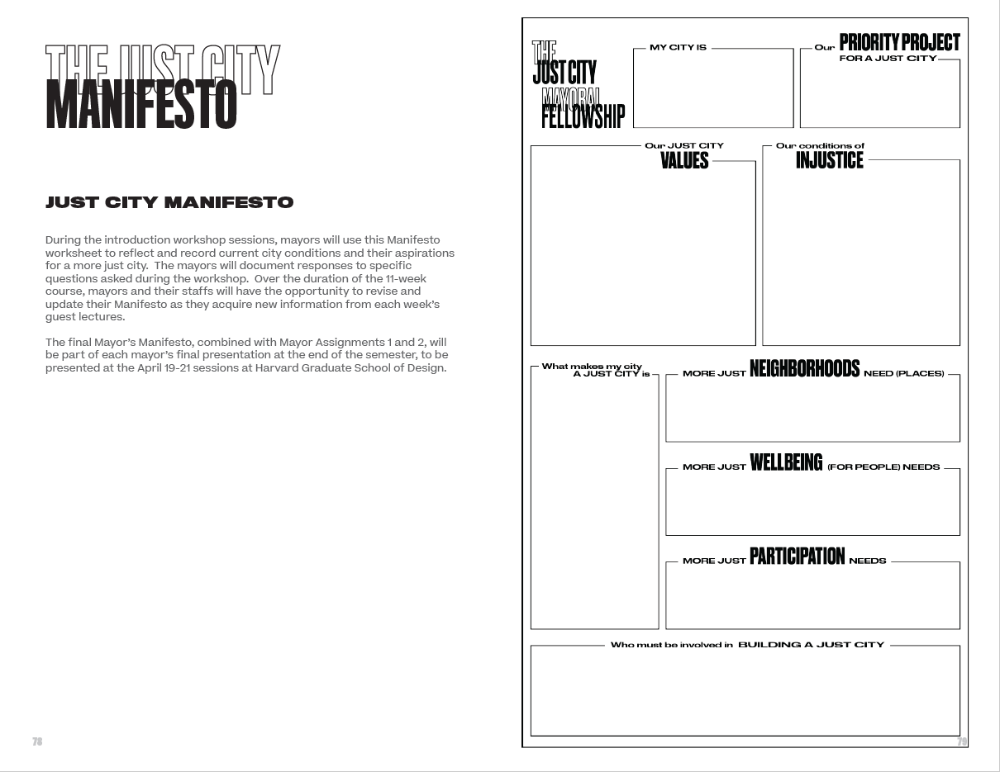 THE JUST CITY
MANIFESTO
JUST CITY MANIFESTO
During the introduction workshop sessions, mayors will use this Manifesto
worksheet to reflect and record current city conditions and their aspirations
for a more just city.  The mayors will document responses to specific
questions asked during the workshop.  Over the duration of the 11-week
course, mayors and their staffs will have the opportunity to revise and
update their Manifesto as they acquire new information from each week's
guest lectures.
The final Mayor's Manifesto, combined with Mayor Assignments 1 and 2, will
be part of each mayor's final presentation at the end of the semester, to be
presented at the April 19-21 sessions at Harvard Graduate School of Design.
78
THE
JUST CITY
MAYORAL
FELLOWSHIP
MY CITY IS
Our PRIORITY PROJECT
FOR A JUST CITY
Our JUST CITY
VALUES
Our conditions of
INJUSTICE
What makes my city
A JUST CITY is
MORE JUST NEIGHBORHOODS NEED (PLACES)
MORE JUST WELLBEING (FOR PEOPLE) NEEDS
MORE JUST PARTICIPATION NEEDS
Who must be involved in BUILDING A JUST CITY
79